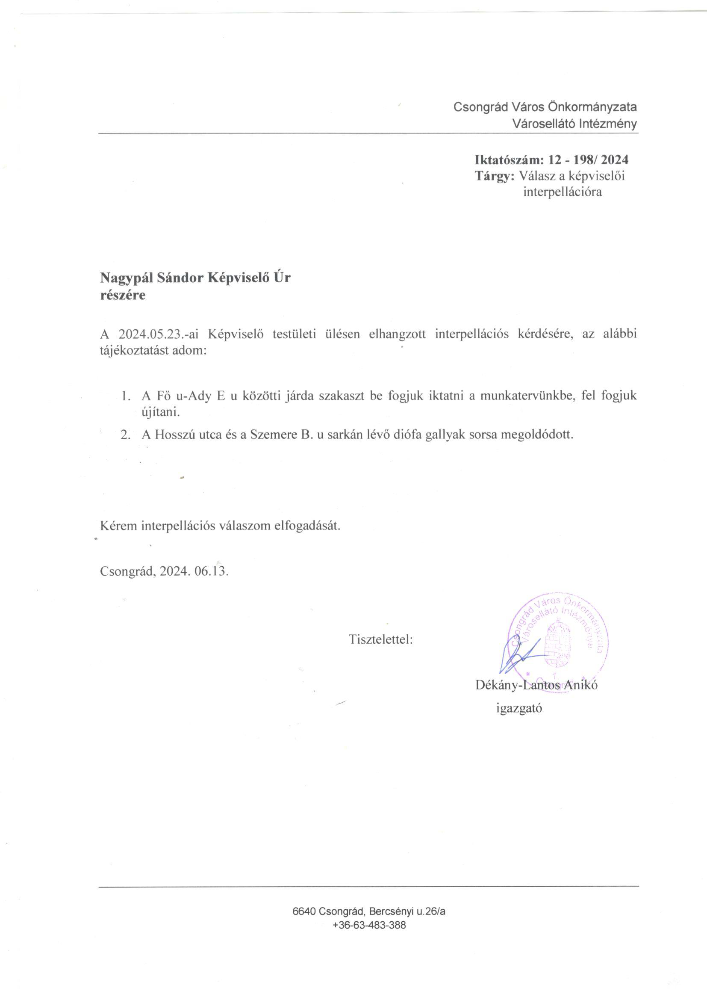 Csongrád Város Önkormányzata
Városellátó Intézmény
Iktatószám: 12 - 198/ 2024
Tárgy: Válasz a képviselői
interpellációra
Nagypál Sándor Képviselő Úr
részére
A 2024.05.23.-ai Képviselő testületi ülésen elhangzott interpellációs kérdésére, az alábbi
tájékoztatást adom:
1. A Fő u-Ady E u közötti járda szakaszt be fogjuk iktatni a munkatervünkbe, fel fogjuk
újítani.
2. A Hosszú utca és a Szemere B. u sarkán lévő diófa gallyak sorsa megoldódott.
Kérem interpellációs válaszom elfogadását.
Csongrád, 2024. 06.13.
Csongrád Város Önkormányzata
Városellátó Intézménye
1.
Csongrád
Tisztelettel:
Dékány-Lantos Anikó
igazgató
6640 Csongrád, Bercsényi u.26/a
+36-63-483-388